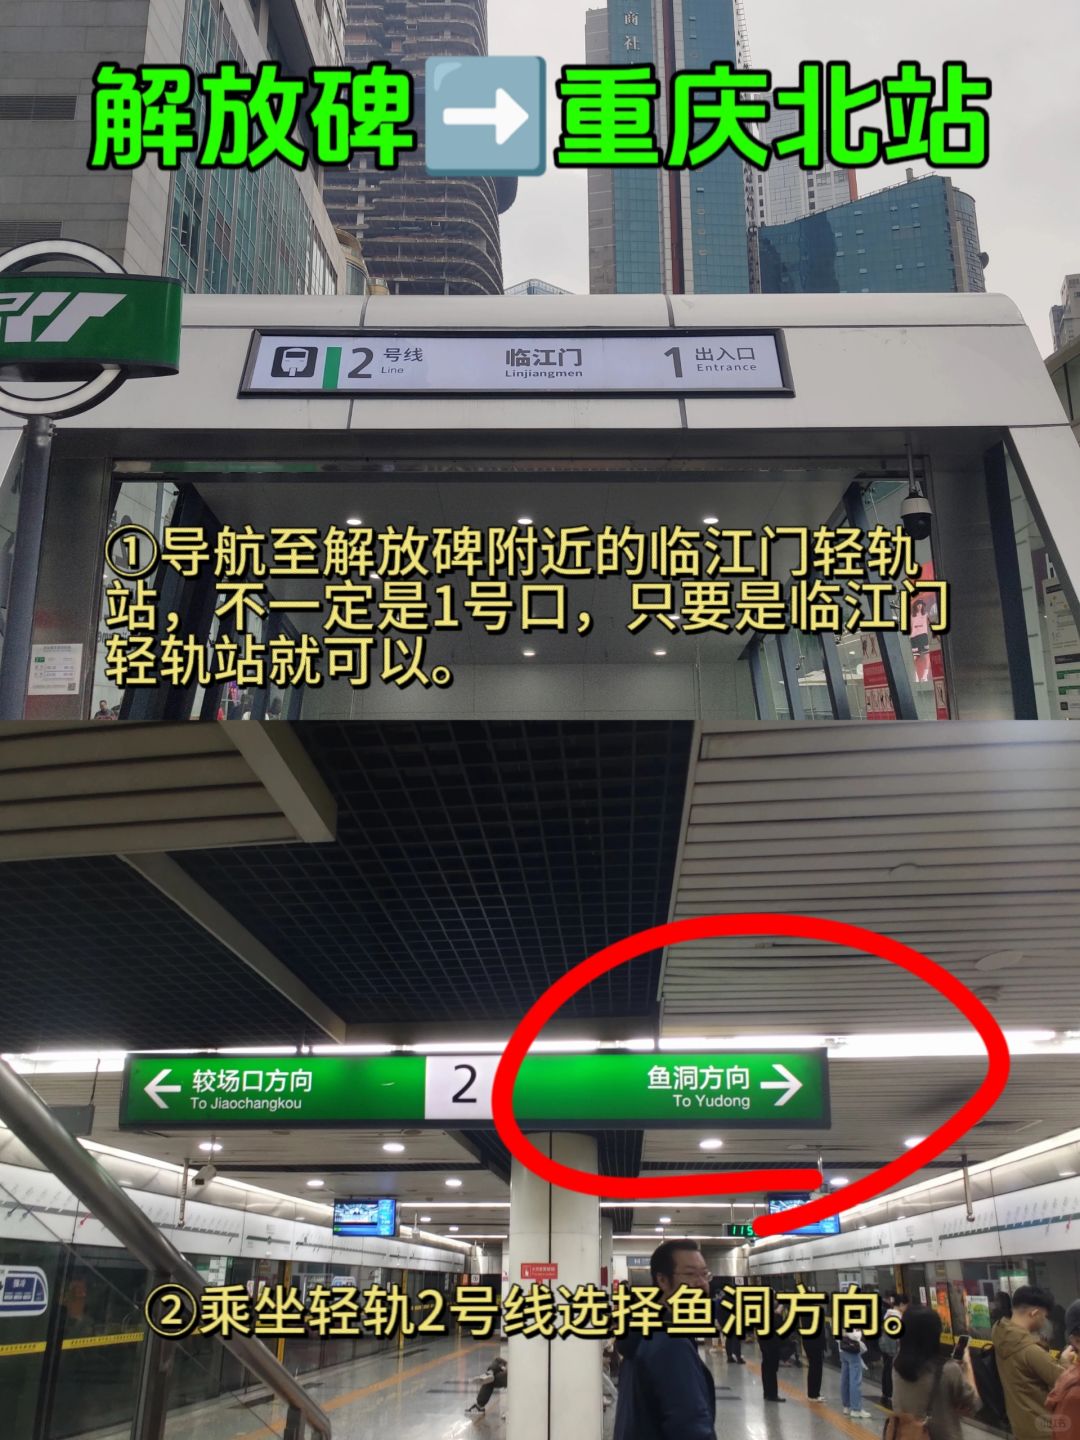 解放碑➡️重庆北站
商社
2 号线 Line
临江门 Linjiangmen
1 出入口 Entrance
①导航至解放碑附近的临江门轻轨
站，不一定是1号口，只要是临江门
轻轨站就可以。
较场口方向
To Jiaochangkou
2
鱼洞方向
To Yudong
115
②乘坐轻轨2号线选择鱼洞方向。